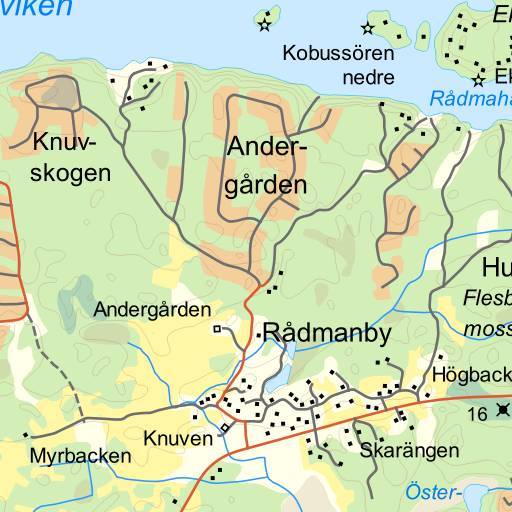 viken
Kobussören
nedre
Ek
Rådmaha
Knuv-
skogen
Ander-
gården
Hu
Flesb
moss
Andergården
Rådmanby
Högback
16
Knuven
Myrbacken
Skarängen
Öster-